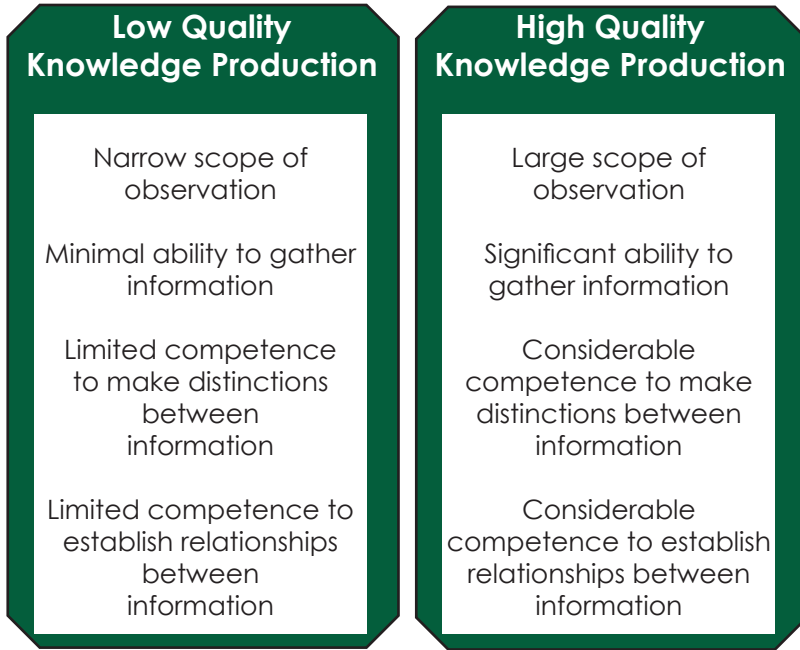 Low Quality
Knowledge Production
Narrow scope of
observation
Minimal ability to gather
information
Limited competence
to make distinctions
between
information
Limited competence to
establish relationships
between
information
High Quality
Knowledge Production
Large scope of
observation
Significant ability to
gather information
Considerable
competence to make
distinctions between
information
Considerable
competence to establish
relationships between
information